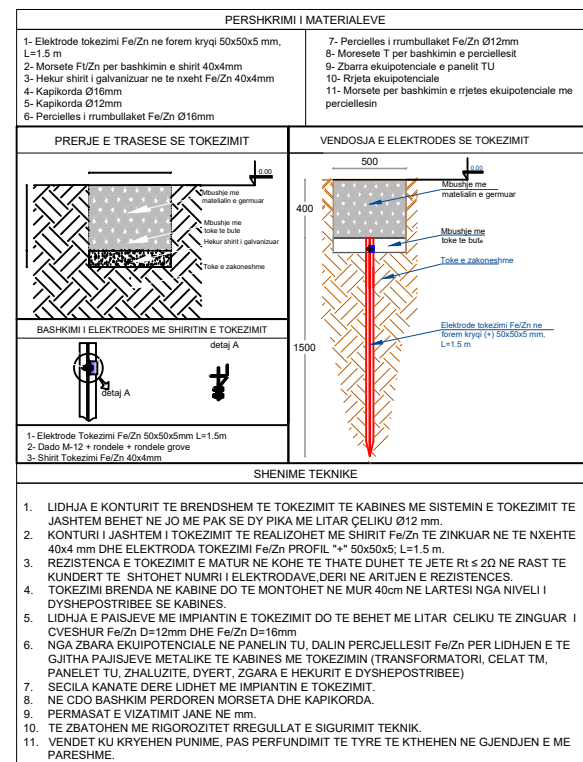 PERSHKRIMI I MATERIALEVE
1- Elektrode tokezimi Fe/Zn ne forem kryqi 50x50x5 mm,
L=1.5 m
2- Morsete Ft/Zn per bashkimin e shirit 40x4mm
3- Hekur shirit i galvanizuar ne te nxeht Fe/Zn 40x4mm
4- Kapikorda Ø16mm
5- Kapikorda Ø12mm
6- Percielles i rrumbullaket Fe/Zn Ø16mm
7- Percielles i rrumbullaket Fe/Zn Ø12mm
8- Moresete T per bashkimin e perciellesit
9- Zbarra ekuipotenciale e panelit TU
10- Rrjeta ekuipotenciale
11- Morsete per bashkimin e rrjetes ekuipotenciale me
perciellesin
PRERJE E TRASESE SE TOKEZIMIT
0.00
Mbushje me
matelialin e germuar
Mbushje me
toke te bute
Hekur shirit i galvanizuar
Toke e zakoneshme
BASHKIMI I ELEKTRODES ME SHIRITIN E TOKEZIMIT
detaj A
detaj A
1- Elektrode Tokezimi Fe/Zn 50x50x5mm L=1.5m
2- Dado M-12 + rondele + rondele grove
3- Shirit Tokezimi Fe/Zn 40x4mm
VENDOSJA E ELEKTRODES SE TOKEZIMIT
500
0.00
400
Mbushje me
matelialin e germuar
Mbushje me
toke te bute
Toke e zakoneshme
1500
Elektrode tokezimi Fe/Zn ne
forem kryqi (+) 50x50x5 mm,
L=1.5 m
SHENIME TEKNIKE
1. LIDHJA E KONTURIT TE BRENDSHEM TE TOKEZIMIT TE KABINES ME SISTEMIN E TOKEZIMIT TE
JASHTEM BEHET NE JO ME PAK SE DY PIKA ME LITAR ÇELIKU Ø12 mm.
2. KONTURI I JASHTEM I TOKEZIMIT TE REALIZOHET ME SHIRIT Fe/Zn TE ZINKUAR NE TE NXEHTE
40x4 mm DHE ELEKTRODA TOKEZIMI Fe/Zn PROFIL "+" 50x50x5; L=1.5 m.
3. REZISTENCA E TOKEZIMIT E MATUR NE KOHE TE THATE DUHET TE JETE Rt ≤ 2Ω NE RAST TE
KUNDERT TE SHTOHET NUMRI I ELEKTRODAVE,DERI NE ARITJEN E REZISTENCES.
4. TOKEZIMI BRENDA NE KABINE DO TE MONTOHET NE MUR 40cm NE LARTESI NGA NIVELI I
DYSHEPOSTRIBEE SE KABINES.
5. LIDHJA E PAISJEVE ME IMPIANTIN E TOKEZIMIT DO TE BEHET ME LITAR CELIKU TE ZINGUAR I
CVESHUR Fe/Zn D=12mm DHE Fe/Zn D=16mm
6. NGA ZBARA EKUIPOTENCIALE NE PANELIN TU, DALIN PERCJELLESIT Fe/Zn PER LIDHJEN E TE
GJITHA PAJISJEVE METALIKE TE KABINES ME TOKEZIMIN (TRANSFORMATORI, CELAT TM,
PANELET TU, ZHALUZITE, DYERT, ZGARA E HEKURIT E DYSHEPOSTRIBEE)
7. SECILA KANATE DERE LIDHET ME IMPIANTIN E TOKEZIMIT.
8. NE CDO BASHKIM PERDOREN MORSETA DHE KAPIKORDA.
9. PERMASAT E VIZATIMIT JANE NE mm.
10. TE ZBATOHEN ME RIGOROZITET RREGULLAT E SIGURIMIT TEKNIK.
11. VENDET KU KRYEHEN PUNIME, PAS PERFUNDIMIT TE TYRE TE KTHEHEN NE GJENDJEN E ME
PARESHME.